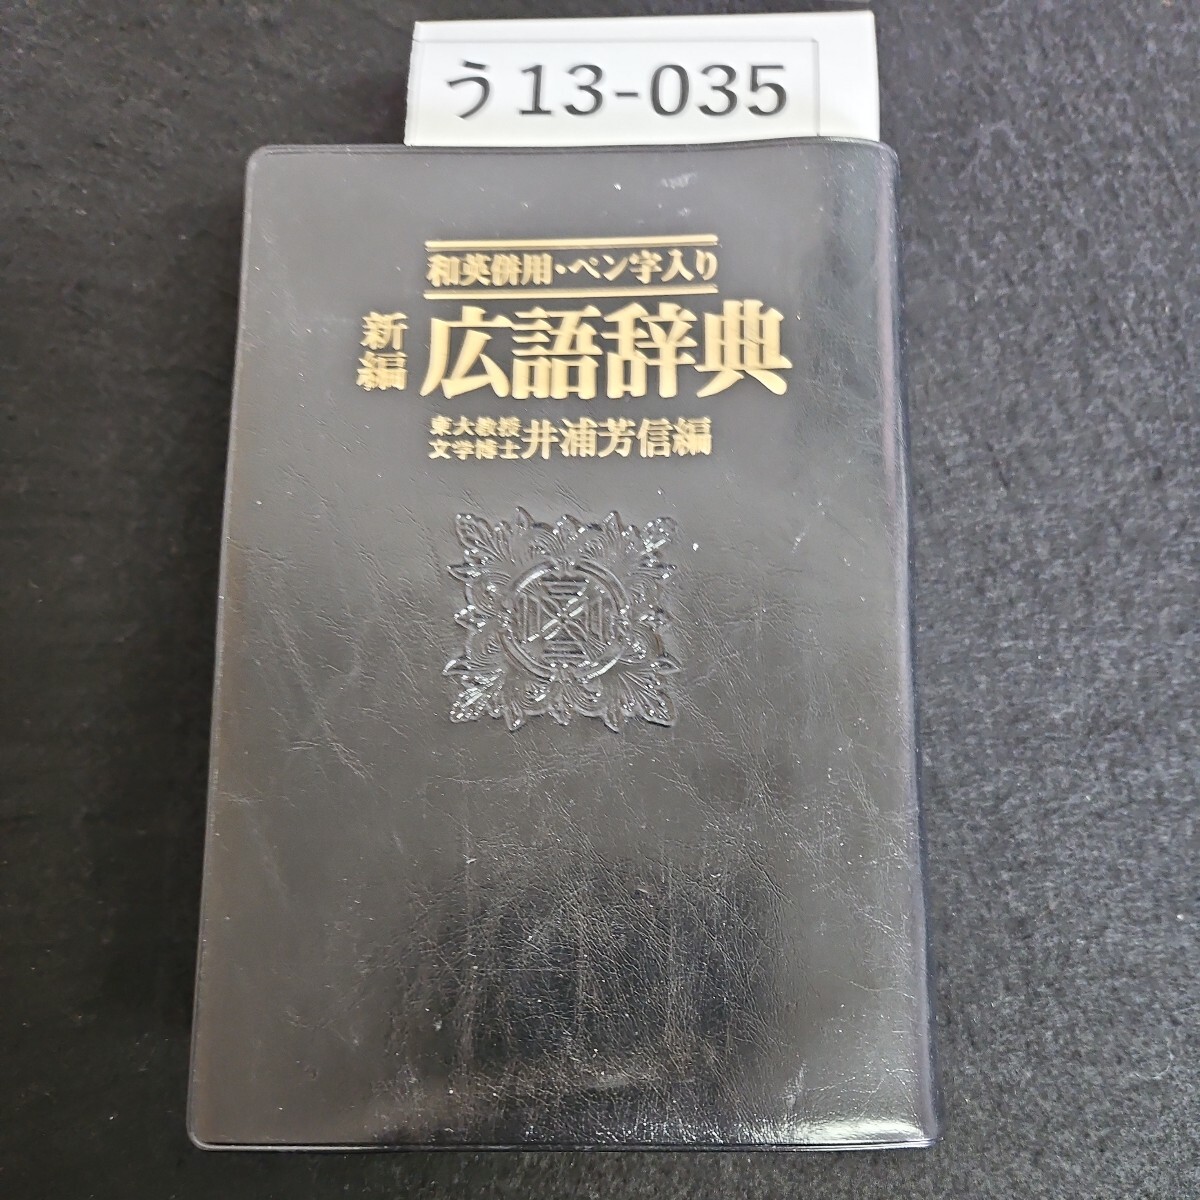 う13-035
和英併用・ペン字入り
新編 広語辞典
東大教授
文学博士 井浦芳信編